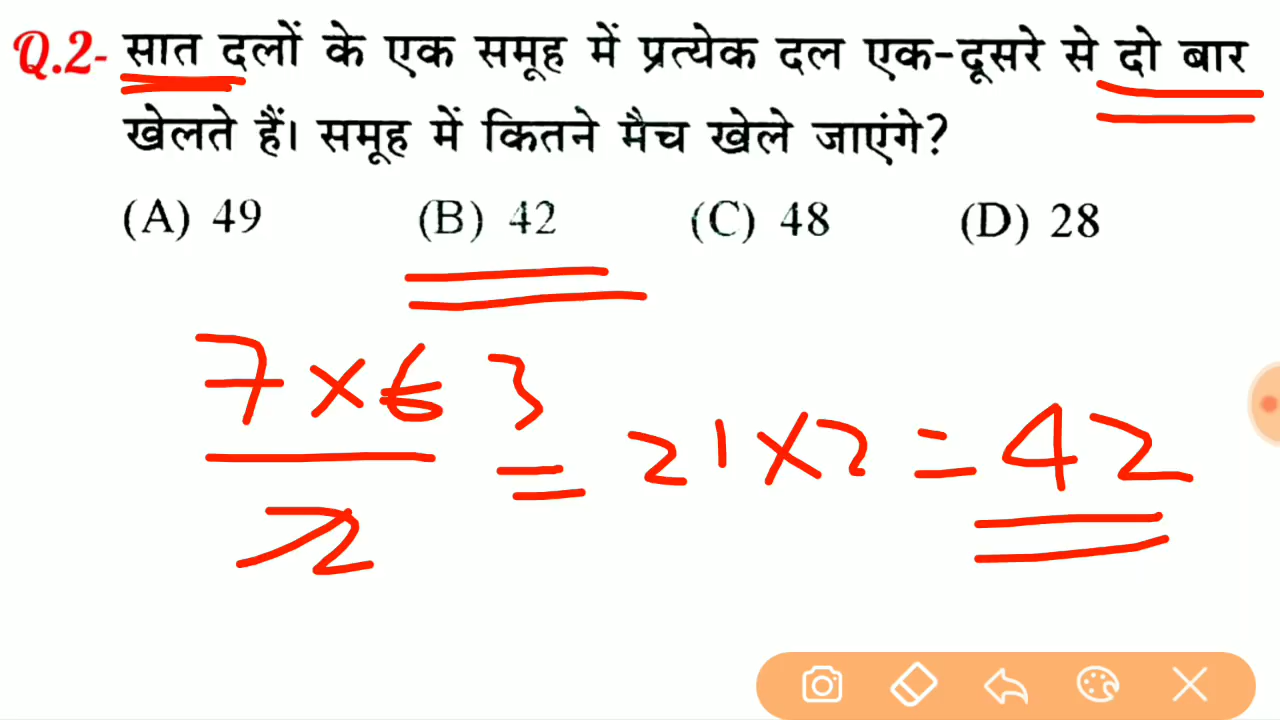 Q.2- सात दलों के एक समूह में प्रत्येक दल एक-दूसरे से दो बार
खेलते हैं। समूह में कितने मैच खेले जाएंगे?
(A) 49 (B) 42 (C) 48 (D) 28
7 × 6 3
2
= 21 × 2 = 42